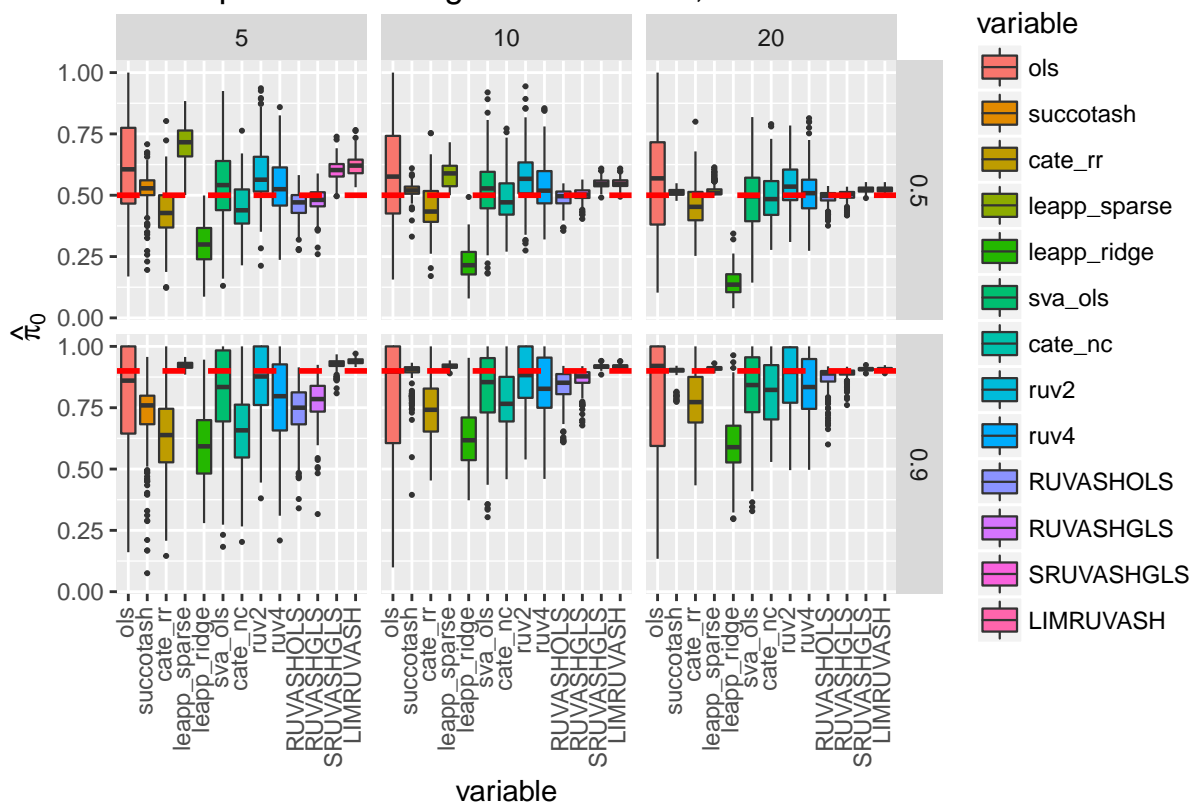 variable
5
10
20
1.00
0.75
0.50
0.25
0.00
0.5
1.00
0.75
0.50
0.25
0.00
0.9
π̂0
ols
succotash
cate_rr
leapp_sparse
leapp_ridge
sva_ols
cate_nc
ruv2
ruv4
RUVASHOLS
RUVASHGLS
SRUVASHGLS
LIMRUVASH
ols
succotash
cate_rr
leapp_sparse
leapp_ridge
sva_ols
cate_nc
ruv2
ruv4
RUVASHOLS
RUVASHGLS
SRUVASHGLS
LIMRUVASH
ols
succotash
cate_rr
leapp_sparse
leapp_ridge
sva_ols
cate_nc
ruv2
ruv4
RUVASHOLS
RUVASHGLS
SRUVASHGLS
LIMRUVASH
variable
ols
succotash
cate_rr
leapp_sparse
leapp_ridge
sva_ols
cate_nc
ruv2
ruv4
RUVASHOLS
RUVASHGLS
SRUVASHGLS
LIMRUVASH